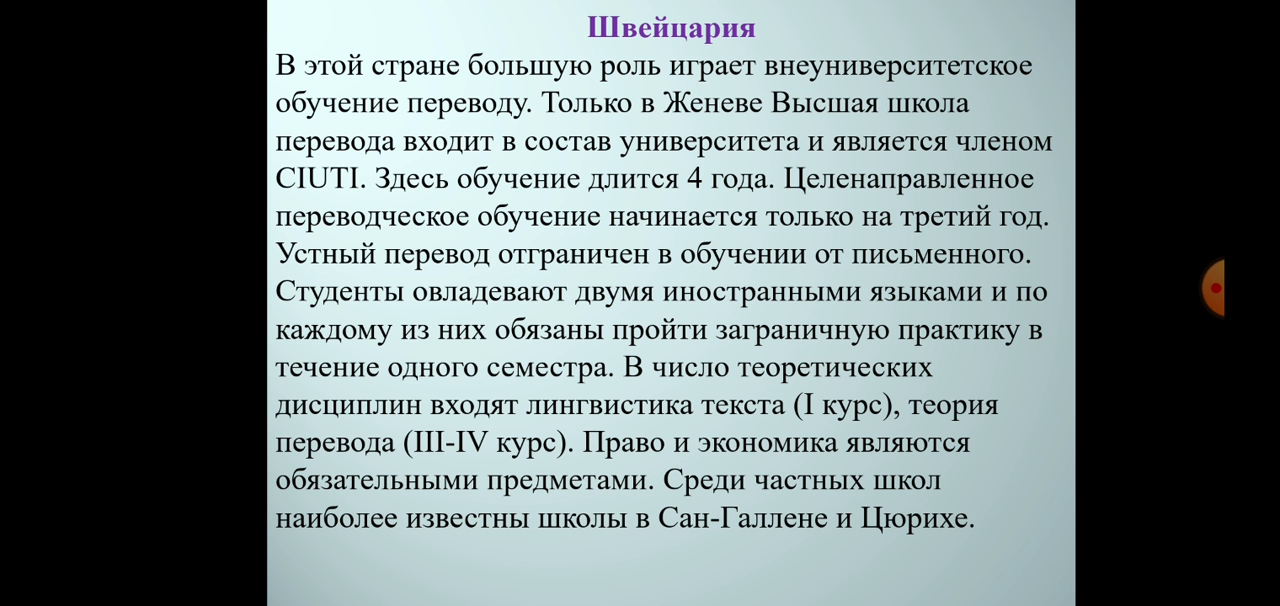 Швейцария
В этой стране большую роль играет внеуниверситетское
обучение переводу. Только в Женеве Высшая школа
перевода входит в состав университета и является членом
CIUTI. Здесь обучение длится 4 года. Целенаправленное
переводческое обучение начинается только на третий год.
Устный перевод отграничен в обучении от письменного.
Студенты овладевают двумя иностранными языками и по
каждому из них обязаны пройти заграничную практику в
течение одного семестра. В число теоретических
дисциплин входят лингвистика текста (I курс), теория
перевода (III-IV курс). Право и экономика являются
обязательными предметами. Среди частных школ
наиболее известны школы в Сан-Галлене и Цюрихе.